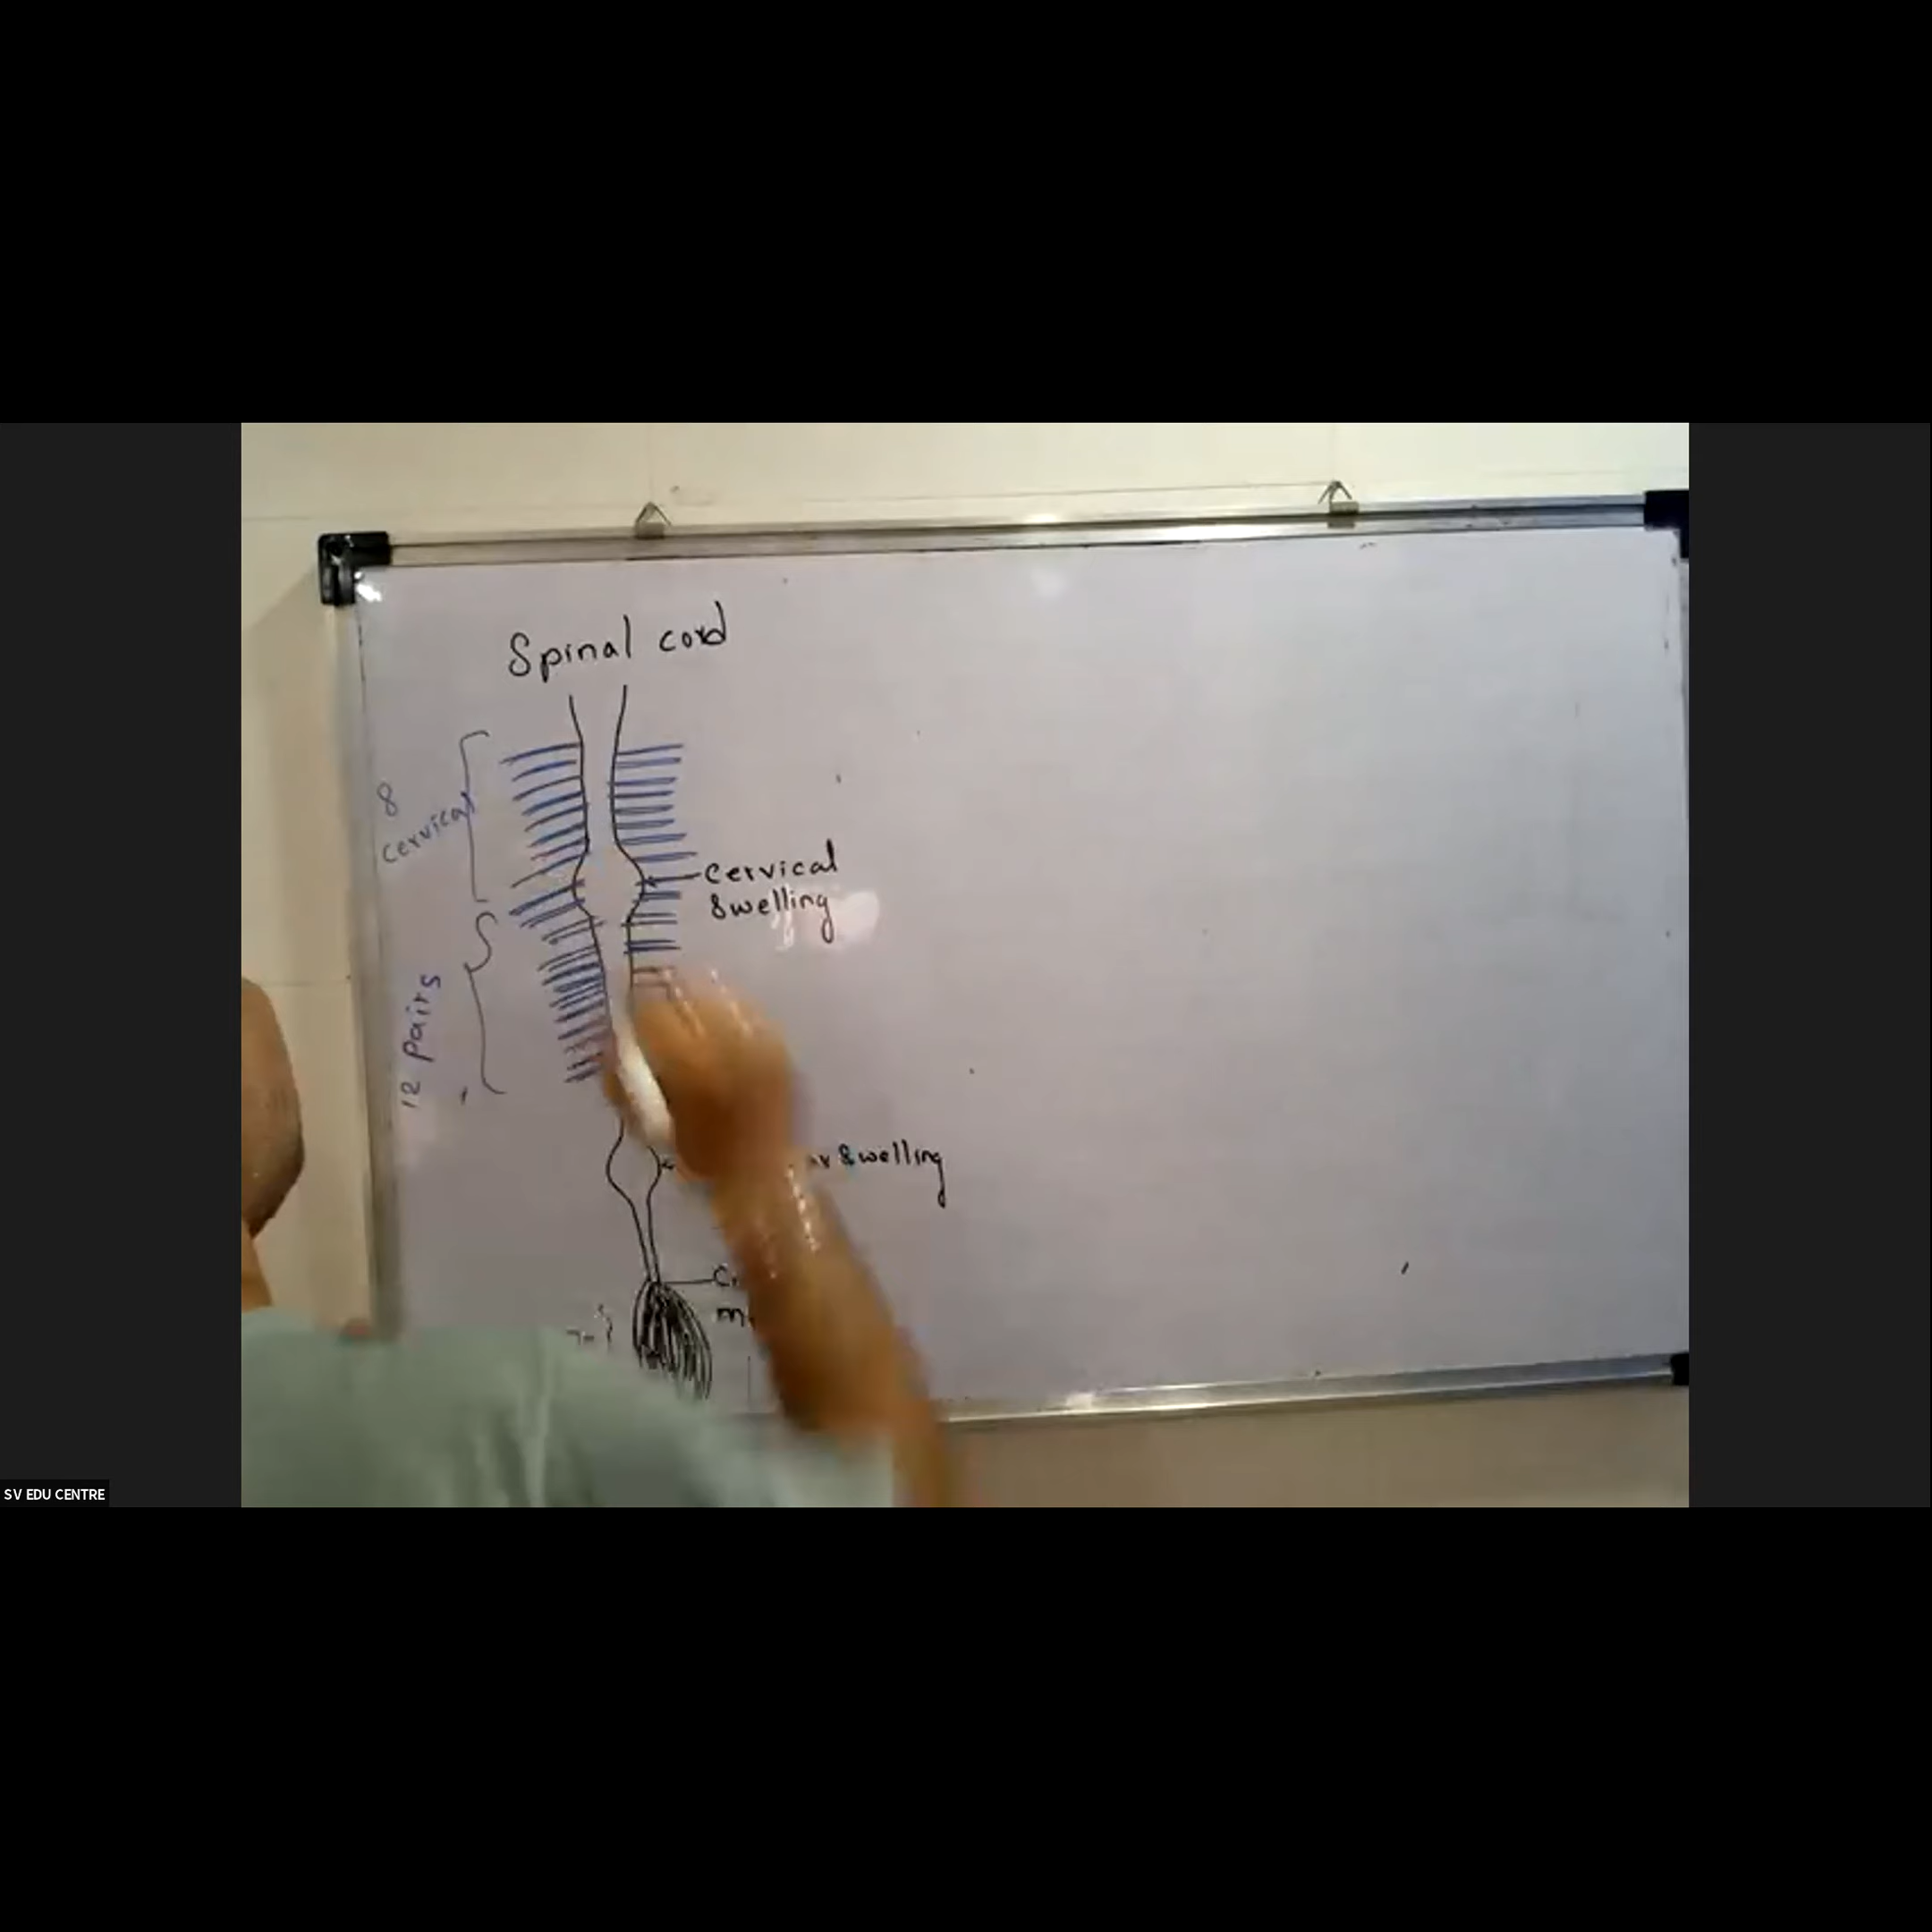 Spinal cord
8
cervical
cervical
swelling
12 Pairs
swelling
SV EDU CENTRE